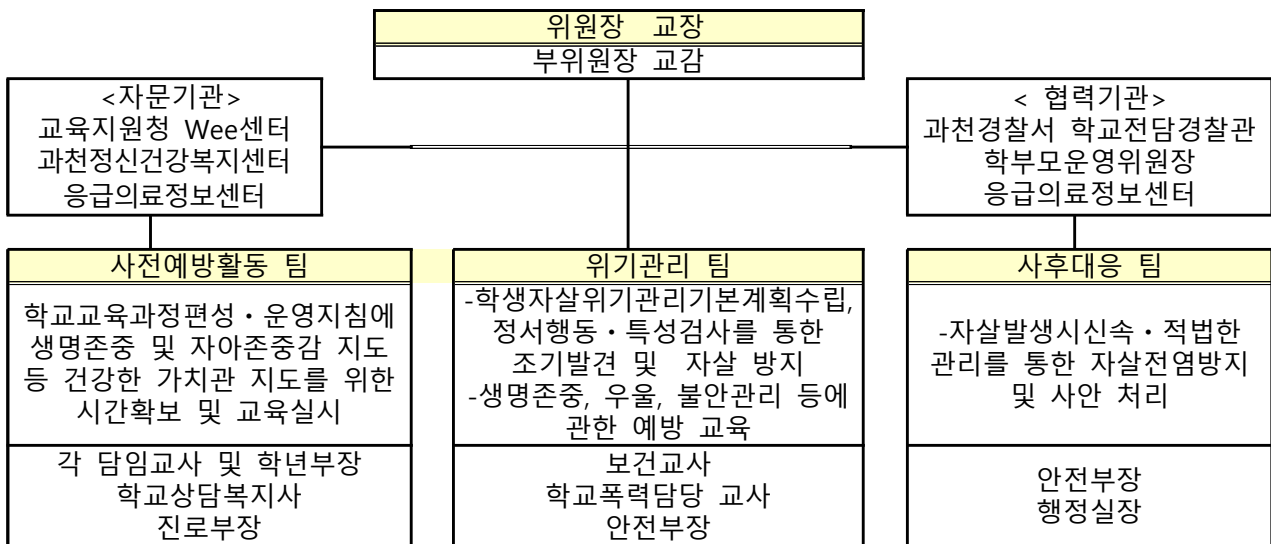 위원장 교장
부위원장 교감
<자문기관>
교육지원청 Wee센터
과천정신건강복지센터
응급의료정보센터
< 협력기관>
과천경찰서 학교전담경찰관
학부모운영위원장
응급의료정보센터
사전예방활동 팀
학교교육과정편성・운영지침에
생명존중 및 자아존중감 지도
등 건강한 가치관 지도를 위한
시간확보 및 교육실시
각 담임교사 및 학년부장
학교상담복지사
진로부장
위기관리 팀
-학생자살위기관리기본계획수립,
정서행동・특성검사를 통한
조기발견 및 자살 방지
-생명존중, 우울, 불안관리 등에
관한 예방 교육
보건교사
학교폭력담당 교사
안전부장
사후대응 팀
-자살발생시신속・적법한
관리를 통한 자살전염방지
및 사안 처리
안전부장
행정실장